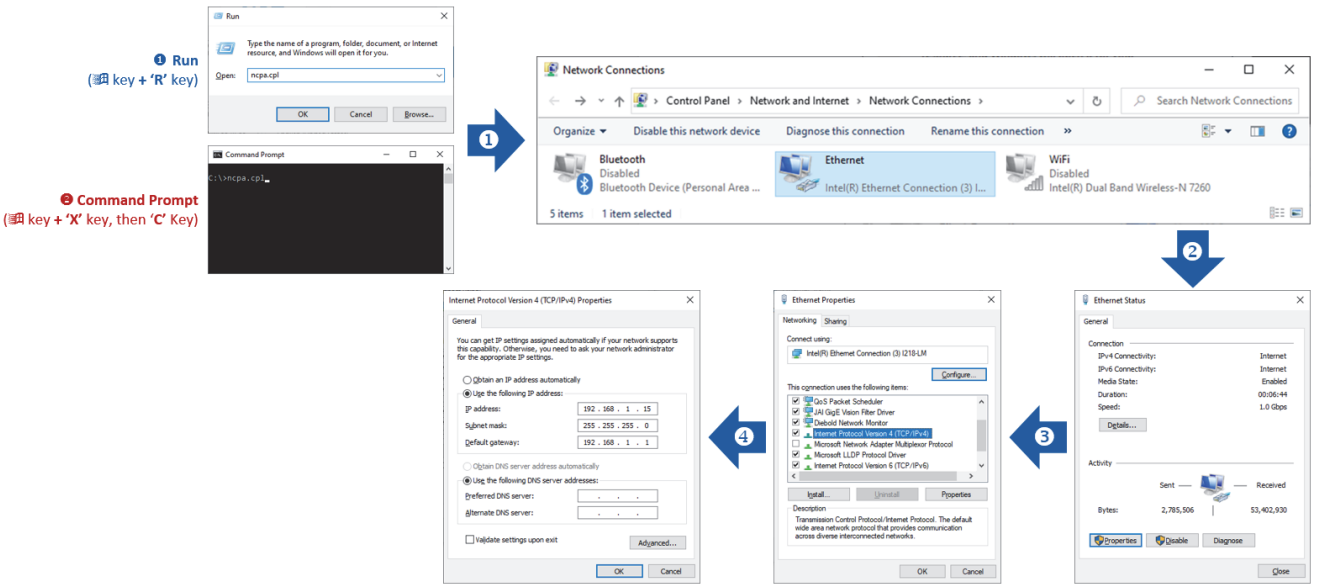 Run
Type the name of a program, folder, document, or Internet
resource, and Windows will open it for you.
Open: ncpa.cpl
OK Cancel Browse...
❶ Run
( key + ‘R’ key)
Command Prompt
C:\>ncpa.cpl
❷ Command Prompt
( key + ‘X’ key, then ‘C’ Key)
1
Network Connections
Control Panel > Network and Internet > Network Connections >
Search Network Connections
Organize Disable this network device Diagnose this connection Rename this connection »
Bluetooth
Disabled
Bluetooth Device (Personal Area ...
Ethernet
Intel(R) Ethernet Connection (3) I...
WiFi
Disabled
Intel(R) Dual Band Wireless-N 7260
5 items 1 item selected
2
Ethernet Status
General
Connection
IPv4 Connectivity: Internet
IPv6 Connectivity: Internet
Media State: Enabled
Duration: 00:06:44
Speed: 1.0 Gbps
Details...
Activity
Sent Received
Bytes: 2,785,506 53,402,930
Properties Disable Diagnose
Close
3
Ethernet Properties
Networking Sharing
Connect using:
Intel(R) Ethernet Connection (3) I218-LM
Configure...
This connection uses the following items:
QoS Packet Scheduler
JAI GigE Vision Filter Driver
Diebold Network Monitor
Internet Protocol Version 4 (TCP/IPv4)
Microsoft Network Adapter Multiplexor Protocol
Microsoft LLDP Protocol Driver
Internet Protocol Version 6 (TCP/IPv6)
Install... Uninstall Properties
Description
Transmission Control Protocol/Internet Protocol. The default
wide area network protocol that provides communication
across diverse interconnected networks.
OK Cancel
4
Internet Protocol Version 4 (TCP/IPv4) Properties
General
You can get IP settings assigned automatically if your network supports
this capability. Otherwise, you need to ask your network administrator
for the appropriate IP settings.
Obtain an IP address automatically
Use the following IP address:
IP address: 192 . 168 . 1 . 15
Subnet mask: 255 . 255 . 255 . 0
Default gateway: 192 . 168 . 1 . 1
Obtain DNS server address automatically
Use the following DNS server addresses:
Preferred DNS server: . . .
Alternate DNS server: . . .
Validate settings upon exit
Advanced...
OK Cancel